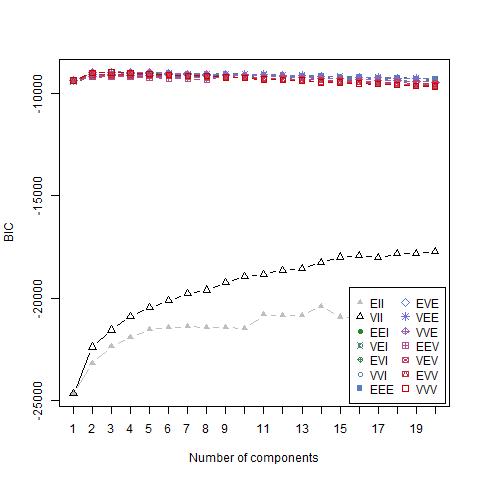 -10000
-15000
-20000
-25000
BIC
1 2 3 4 5 6 7 8 9 11 13 15 17 19
Number of components
EII EVE
VII VEE
EEI VVE
VEI EEV
EVI VEV
VVI EVV
EEE VVV